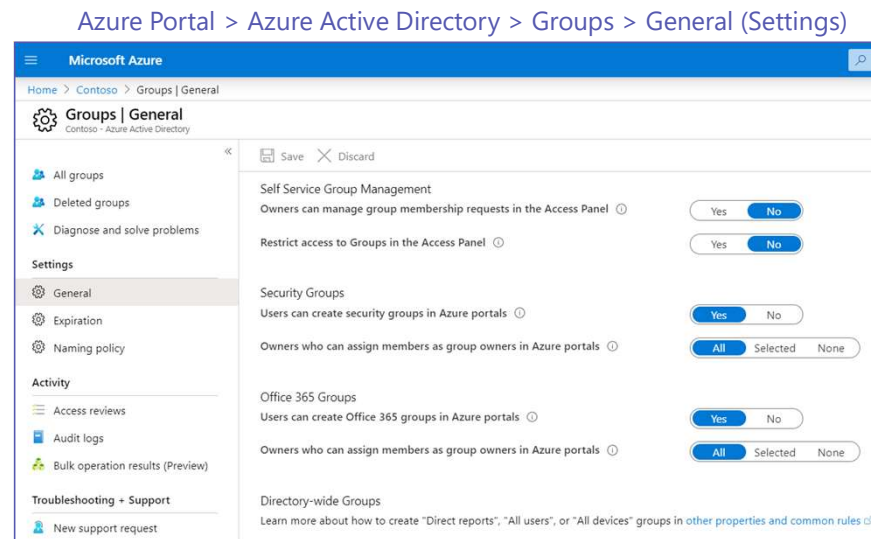 Azure Portal > Azure Active Directory > Groups > General (Settings)
Microsoft Azure
Home > Contoso > Groups | General
Groups | General
Contoso - Azure Active Directory
«
All groups
Deleted groups
Diagnose and solve problems
Settings
General
Expiration
Naming policy
Activity
Access reviews
Audit logs
Bulk operation results (Preview)
Troubleshooting + Support
New support request
Save Discard
Self Service Group Management
Owners can manage group membership requests in the Access Panel Yes No
Restrict access to Groups in the Access Panel Yes No
Security Groups
Users can create security groups in Azure portals Yes No
Owners who can assign members as group owners in Azure portals All Selected None
Office 365 Groups
Users can create Office 365 groups in Azure portals Yes No
Owners who can assign members as group owners in Azure portals All Selected None
Directory-wide Groups
Learn more about how to create "Direct reports", "All users", or "All devices" groups in other properties and common rules